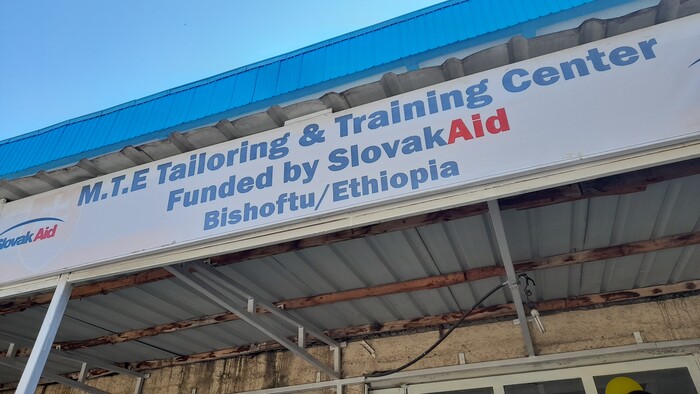 M.T.E Tailoring & Training Center
Funded by SlovakAid
Bishoftu/Ethiopia
SlovakAid